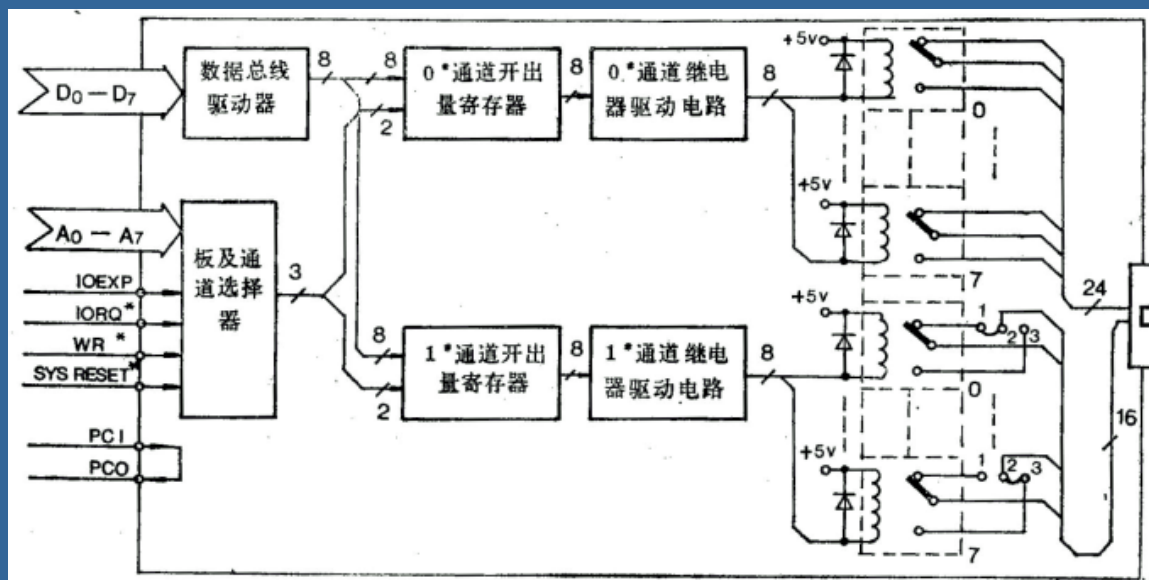 D₀-D₇
数据总线
驱动器
8
8
2
0*通道开出
量寄存器
8
0*通道继电
器驱动电路
8
+5v
0
+5v
7
A₀-A₇
IOEXP
IORQ*
WR*
SYS RESET*
PCI
PCO
板及通
道选择
器
3
8
2
1*通道开出
量寄存器
8
1*通道继电
器驱动电路
8
+5v
1
2
3
0
+5v
1
2
3
7
24
16